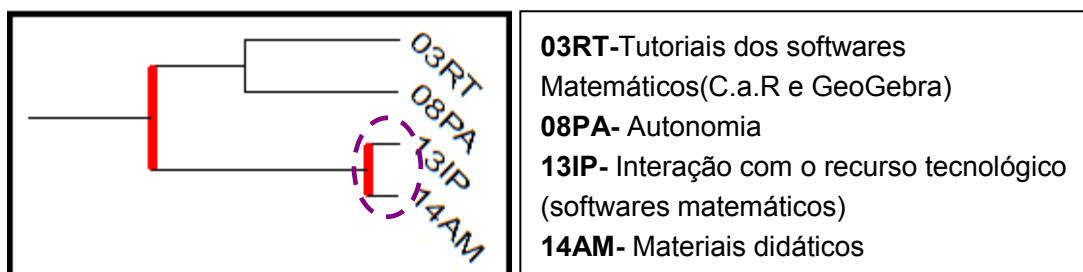 03RT
08PA
13IP
14AM
03RT-Tutoriais dos softwares
Matemáticos(C.a.R e GeoGebra)
08PA- Autonomia
13IP- Interação com o recurso tecnológico
(softwares matemáticos)
14AM- Materiais didáticos